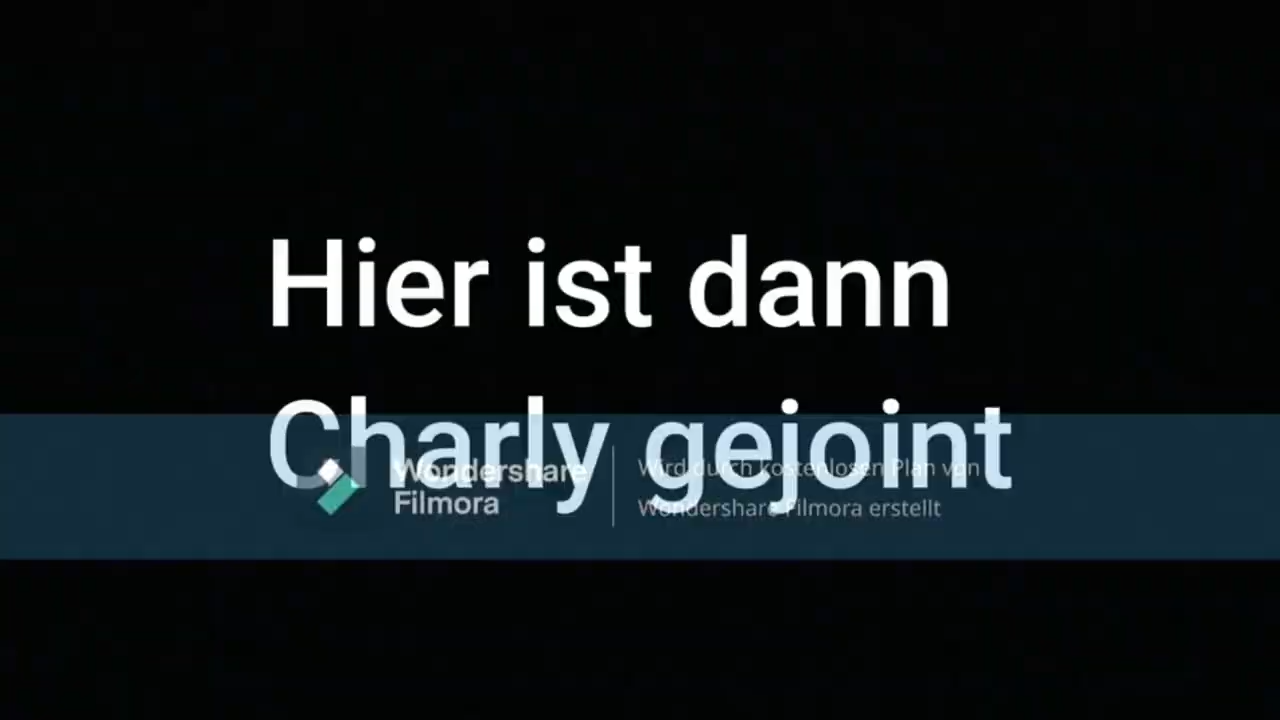 Hier ist dann
Charly gejoint
Wondershare
Filmora
Wird durch kostenlosen Plan von
Wondershare Filmora erstellt